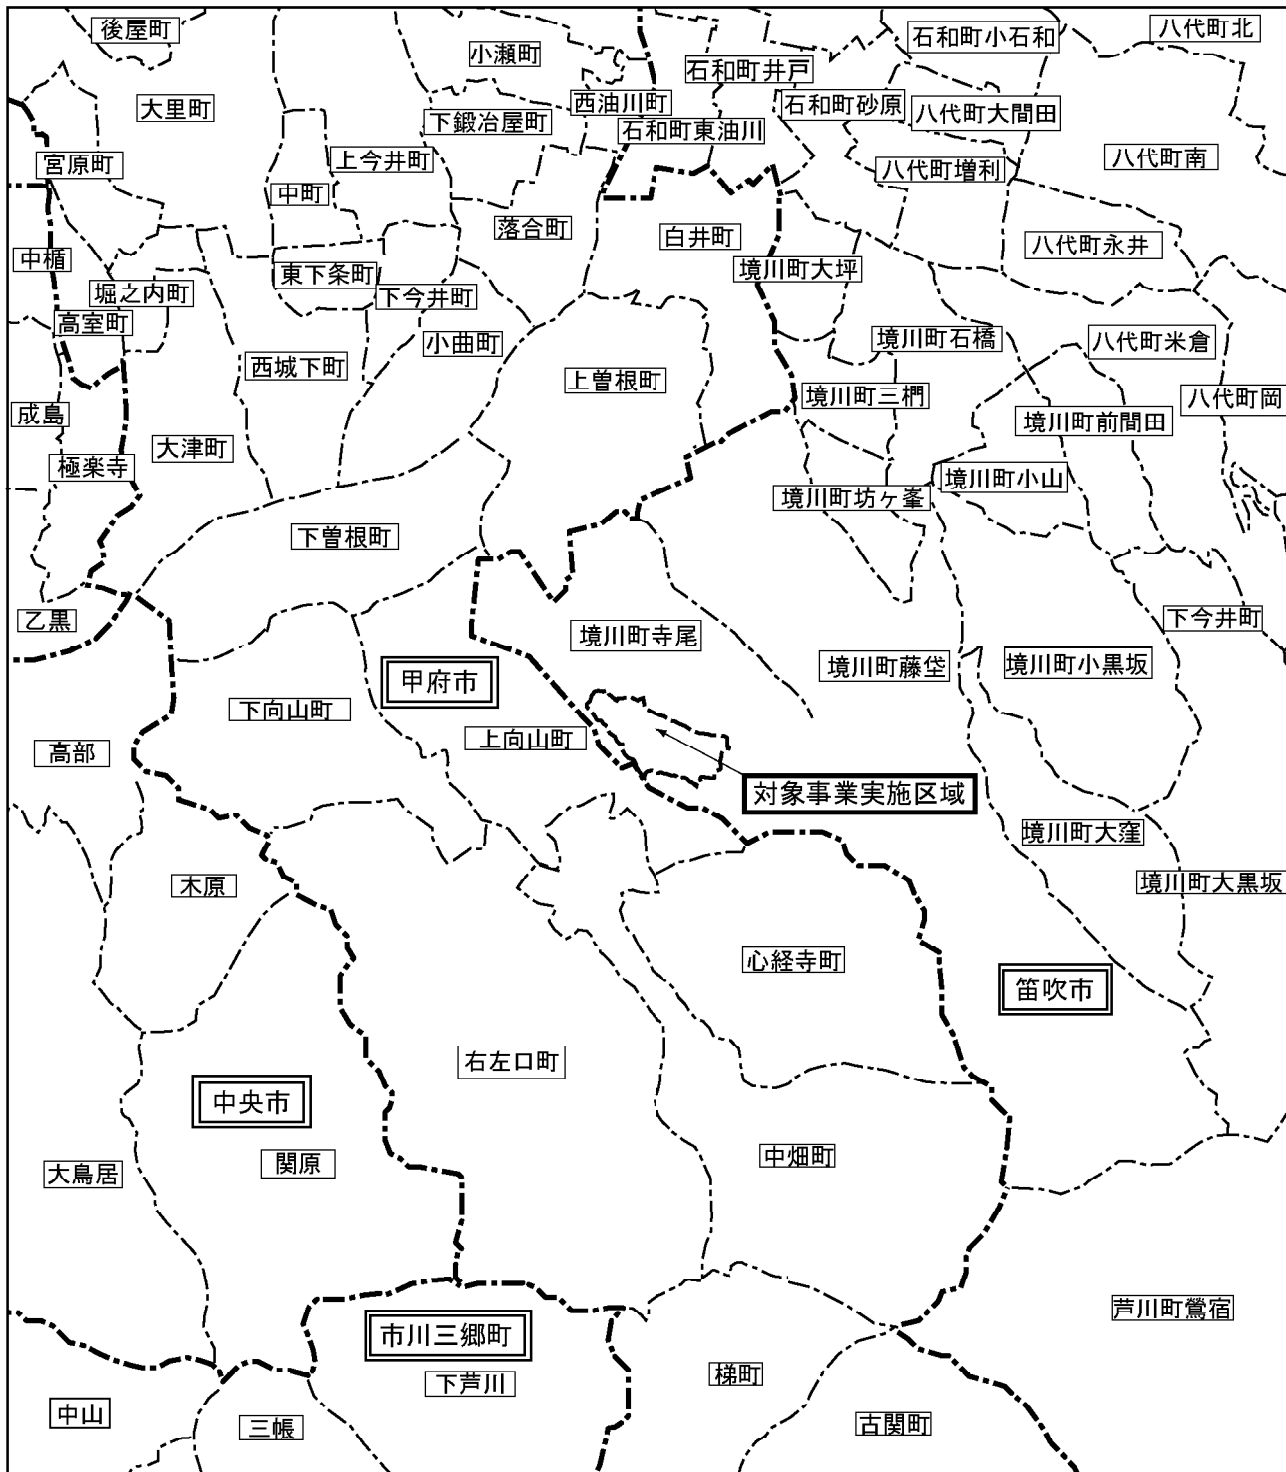 後屋町
小瀬町
石和町小石和
八代町北
石和町井戸
大里町
西油川町
石和町砂原
八代町大間田
下鍛冶屋町
石和町東油川
宮原町
上今井町
八代町増利
八代町南
中町
落合町
白井町
八代町永井
中楯
東下条町
境川町大坪
堀之内町
下今井町
高室町
小曲町
境川町石橋
八代町米倉
西城下町
上曽根町
境川町三椚
八代町岡
成島
境川町前間田
大津町
極楽寺
境川町小山
境川町坊ヶ峯
下曽根町
乙黒
境川町寺尾
下今井町
境川町藤垈
境川町小黒坂
甲府市
下向山町
上向山町
高部
対象事業実施区域
境川町大窪
木原
境川町大黒坂
心経寺町
笛吹市
右左口町
中央市
関原
中畑町
大鳥居
芦川町鶯宿
市川三郷町
下芦川
梯町
中山
三帳
古関町